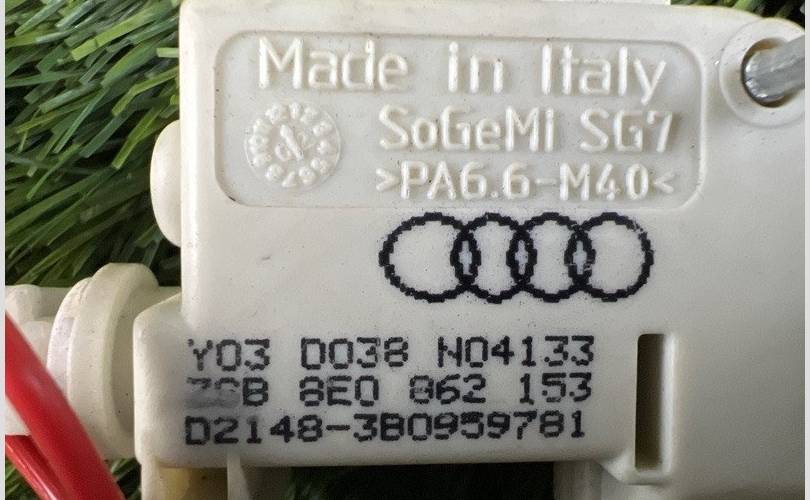 Made in Italy
SoGeMi SG7
>PA6.6-M40<
Y03 D038 N04133
8E0 862 153
D2148-3B0959781